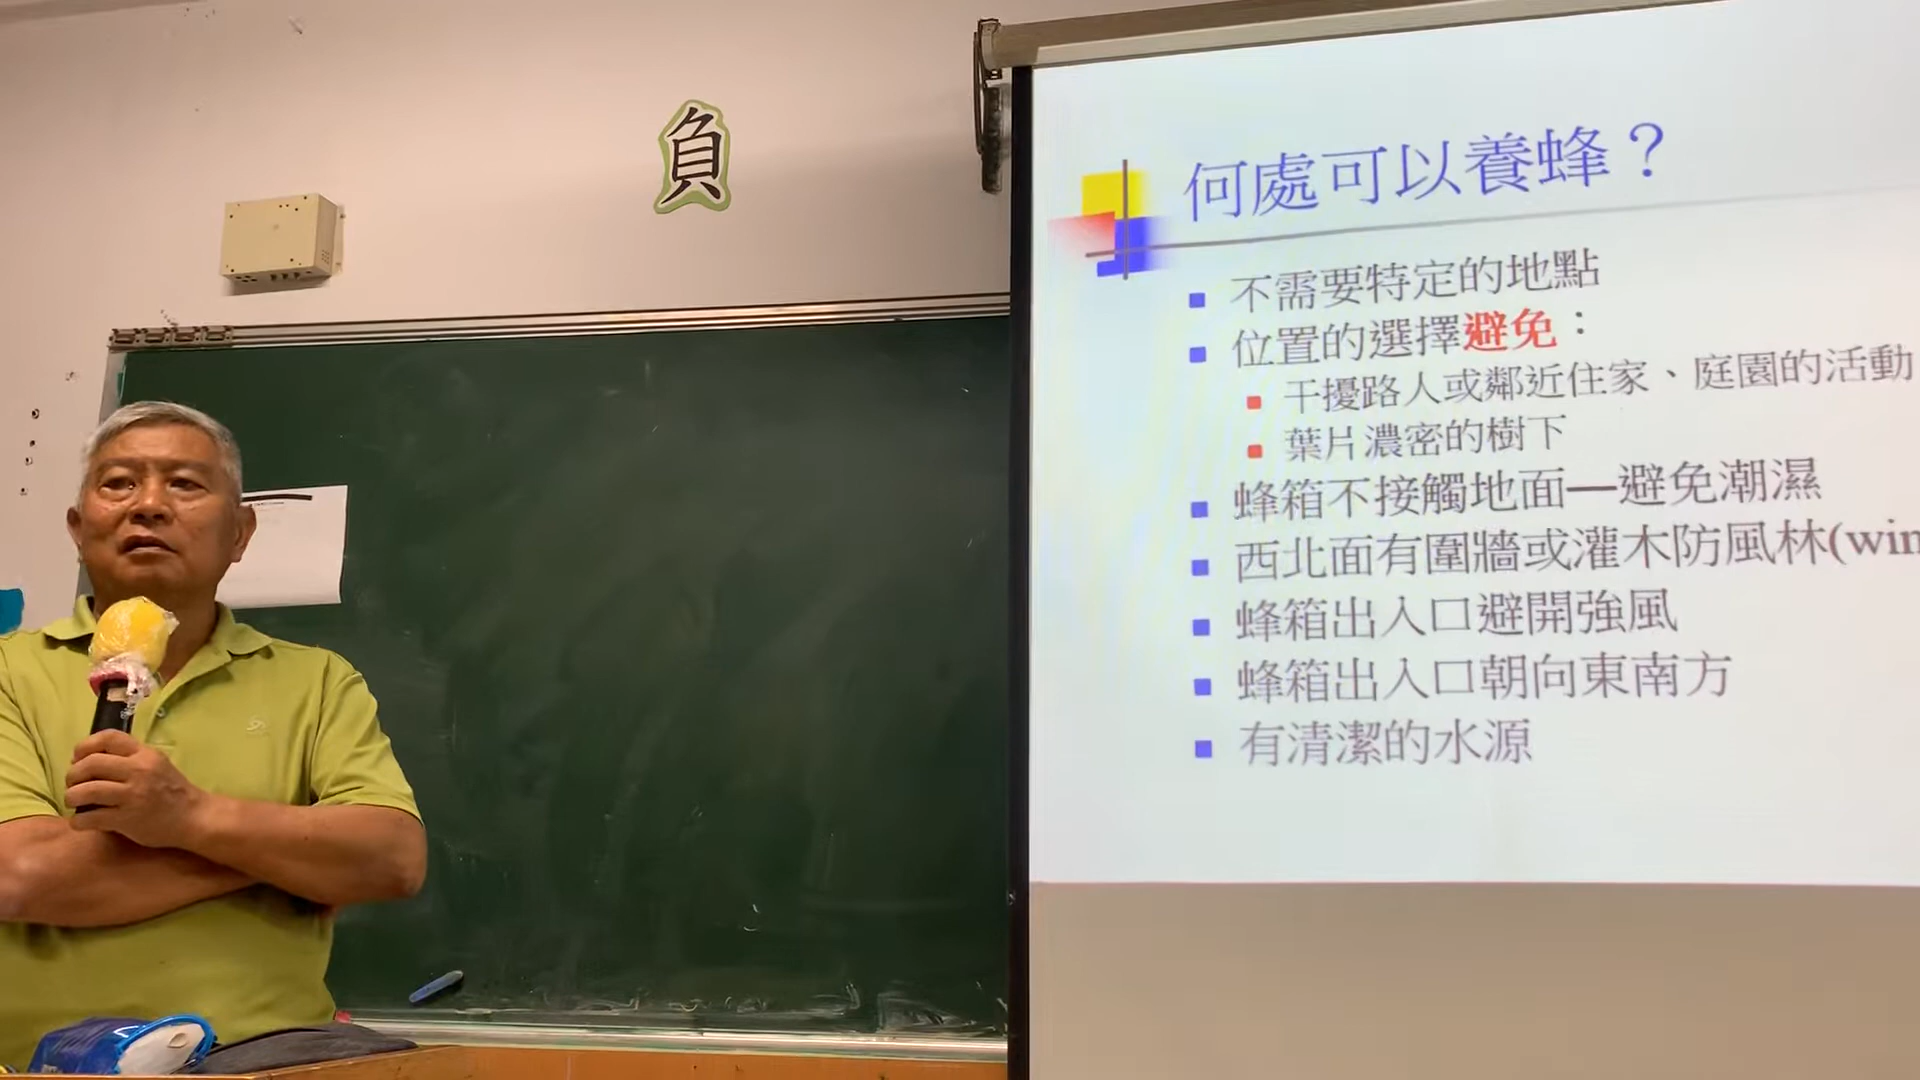 負
何處可以養蜂？
不需要特定的地點
位置的選擇避免：
干擾路人或鄰近住家、庭園的活動
葉片濃密的樹下
蜂箱不接觸地面—避免潮濕
西北面有圍牆或灌木防風林(win
蜂箱出入口避開強風
蜂箱出入口朝向東南方
有清潔的水源